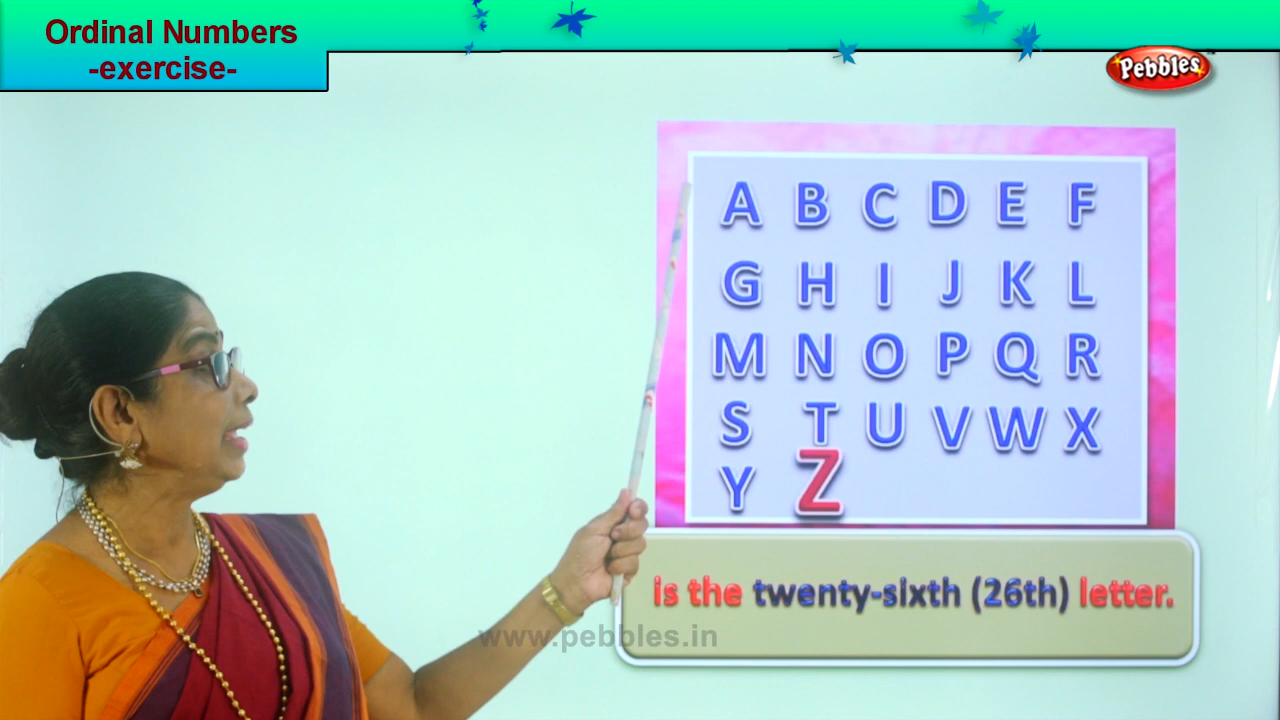 Ordinal Numbers
-exercise-
Pebbles
A B C D E F
G H I J K L
M N O P Q R
S T U V W X
Y Z
is the twenty-sixth (26th) letter.
www.pebbles.in